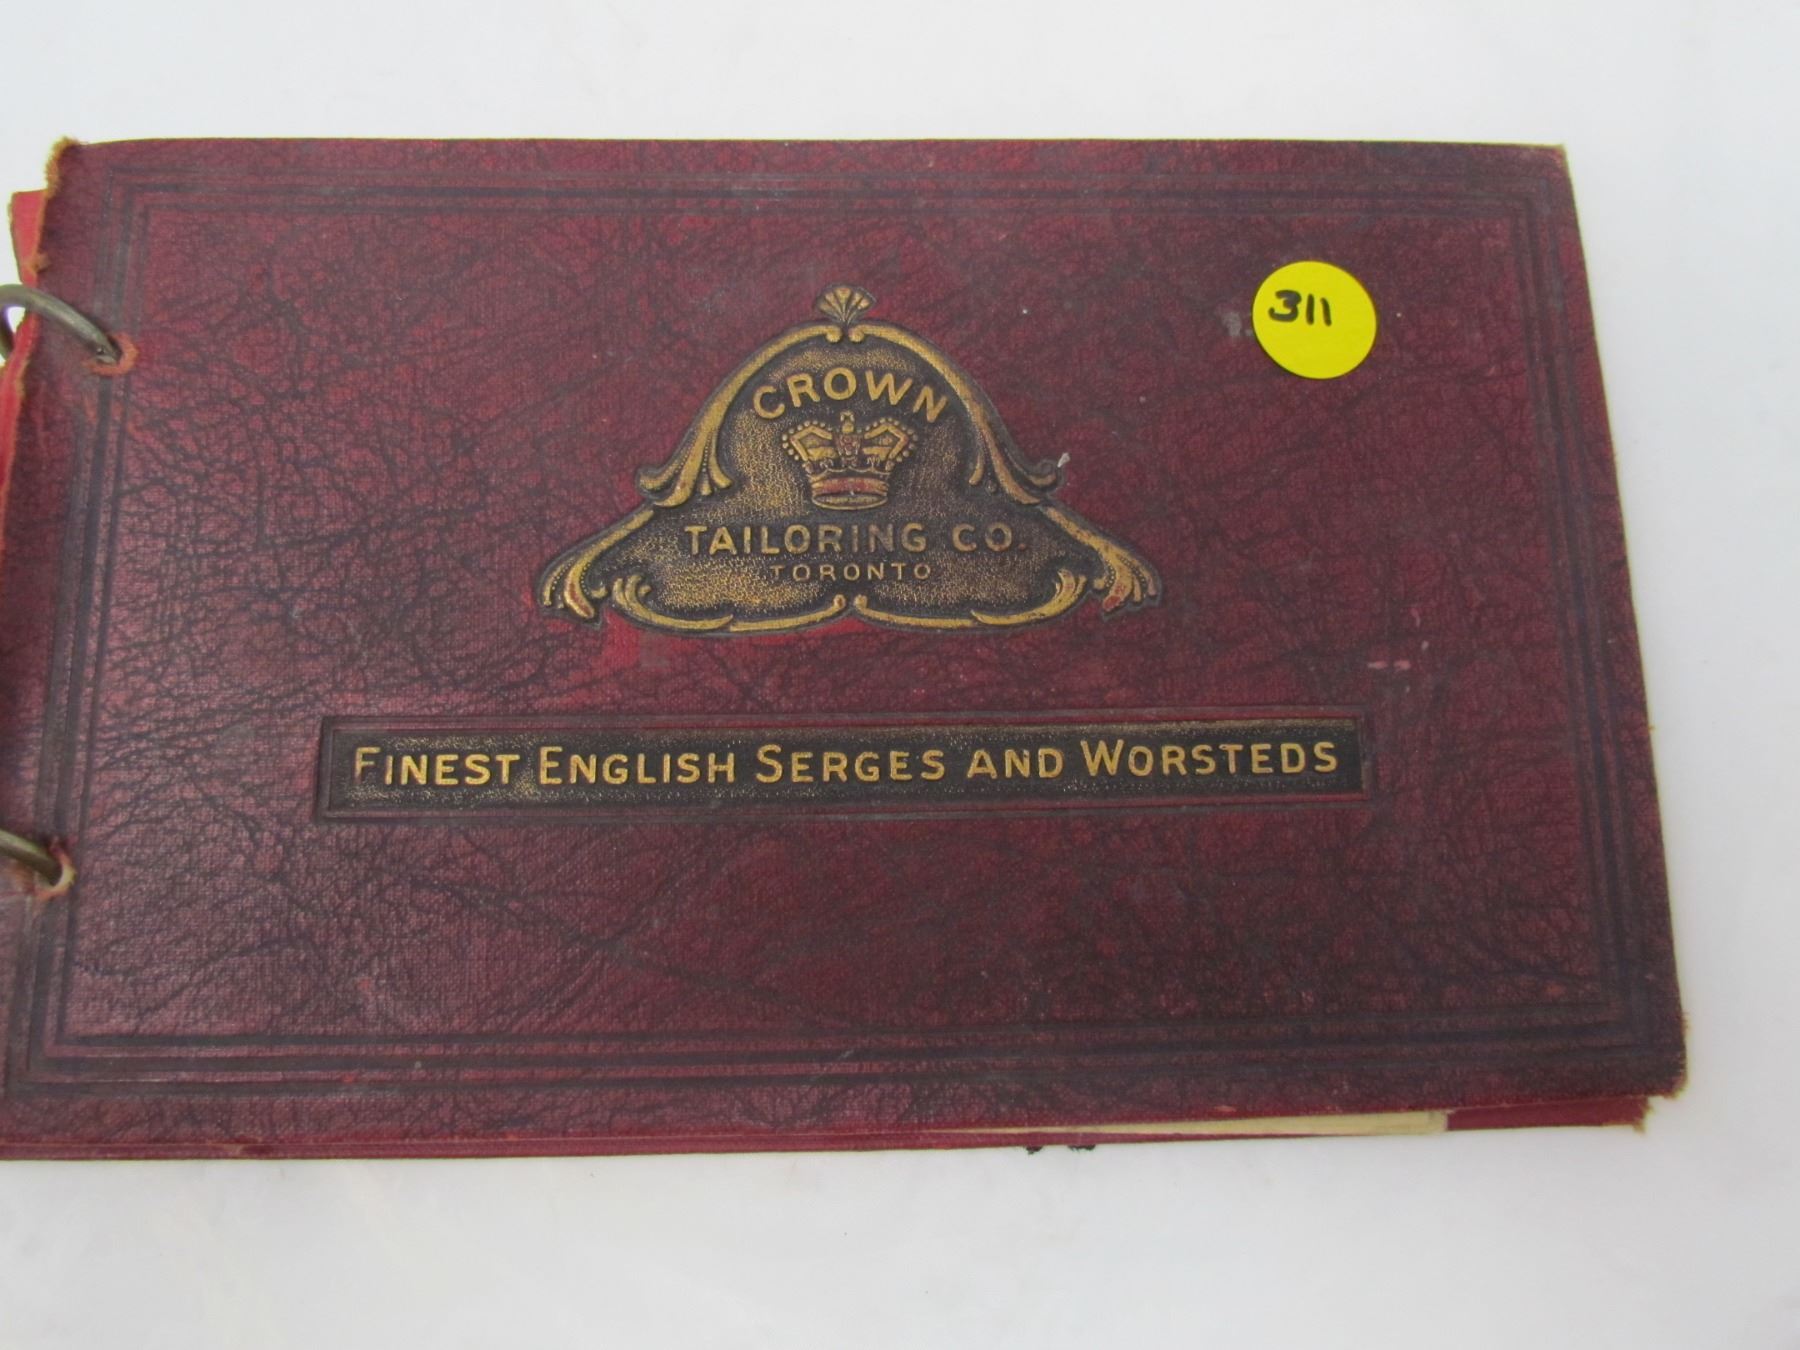 311
CROWN
TAILORING CO.
TORONTO
FINEST ENGLISH SERGES AND WORSTEDS